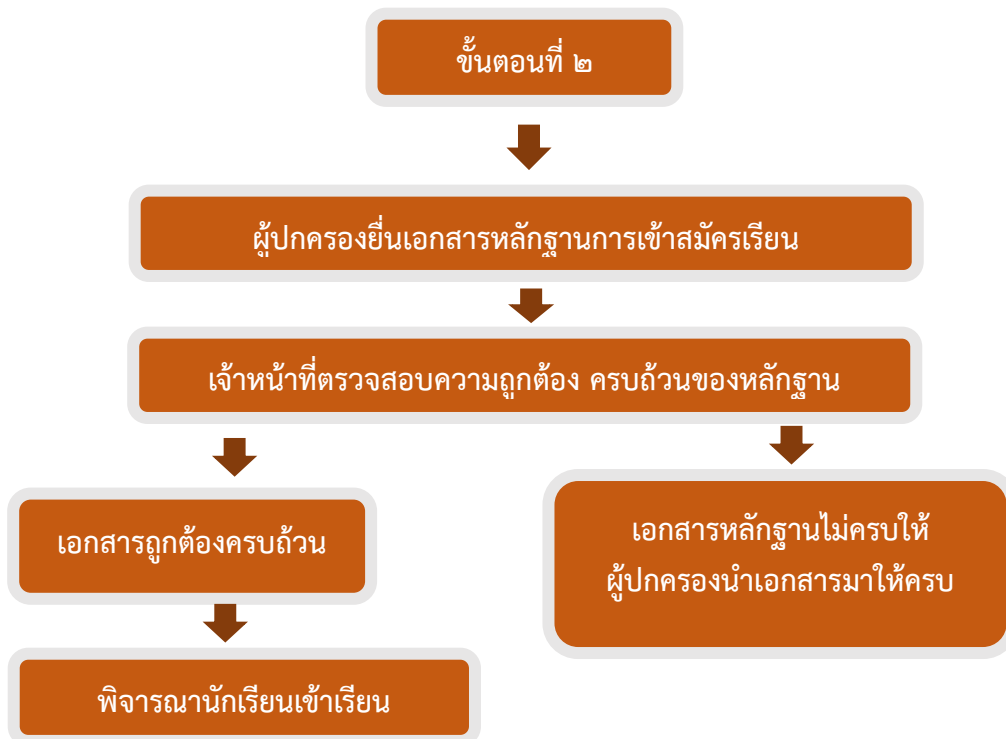 ขั้นตอนที่ ๒
ผู้ปกครองยื่นเอกสารหลักฐานการเข้าสมัครเรียน
เจ้าหน้าที่ตรวจสอบความถูกต้อง ครบถ้วนของหลักฐาน
เอกสารถูกต้องครบถ้วน
เอกสารหลักฐานไม่ครบให้
ผู้ปกครองนำเอกสารมาให้ครบ
พิจารณานักเรียนเข้าเรียน